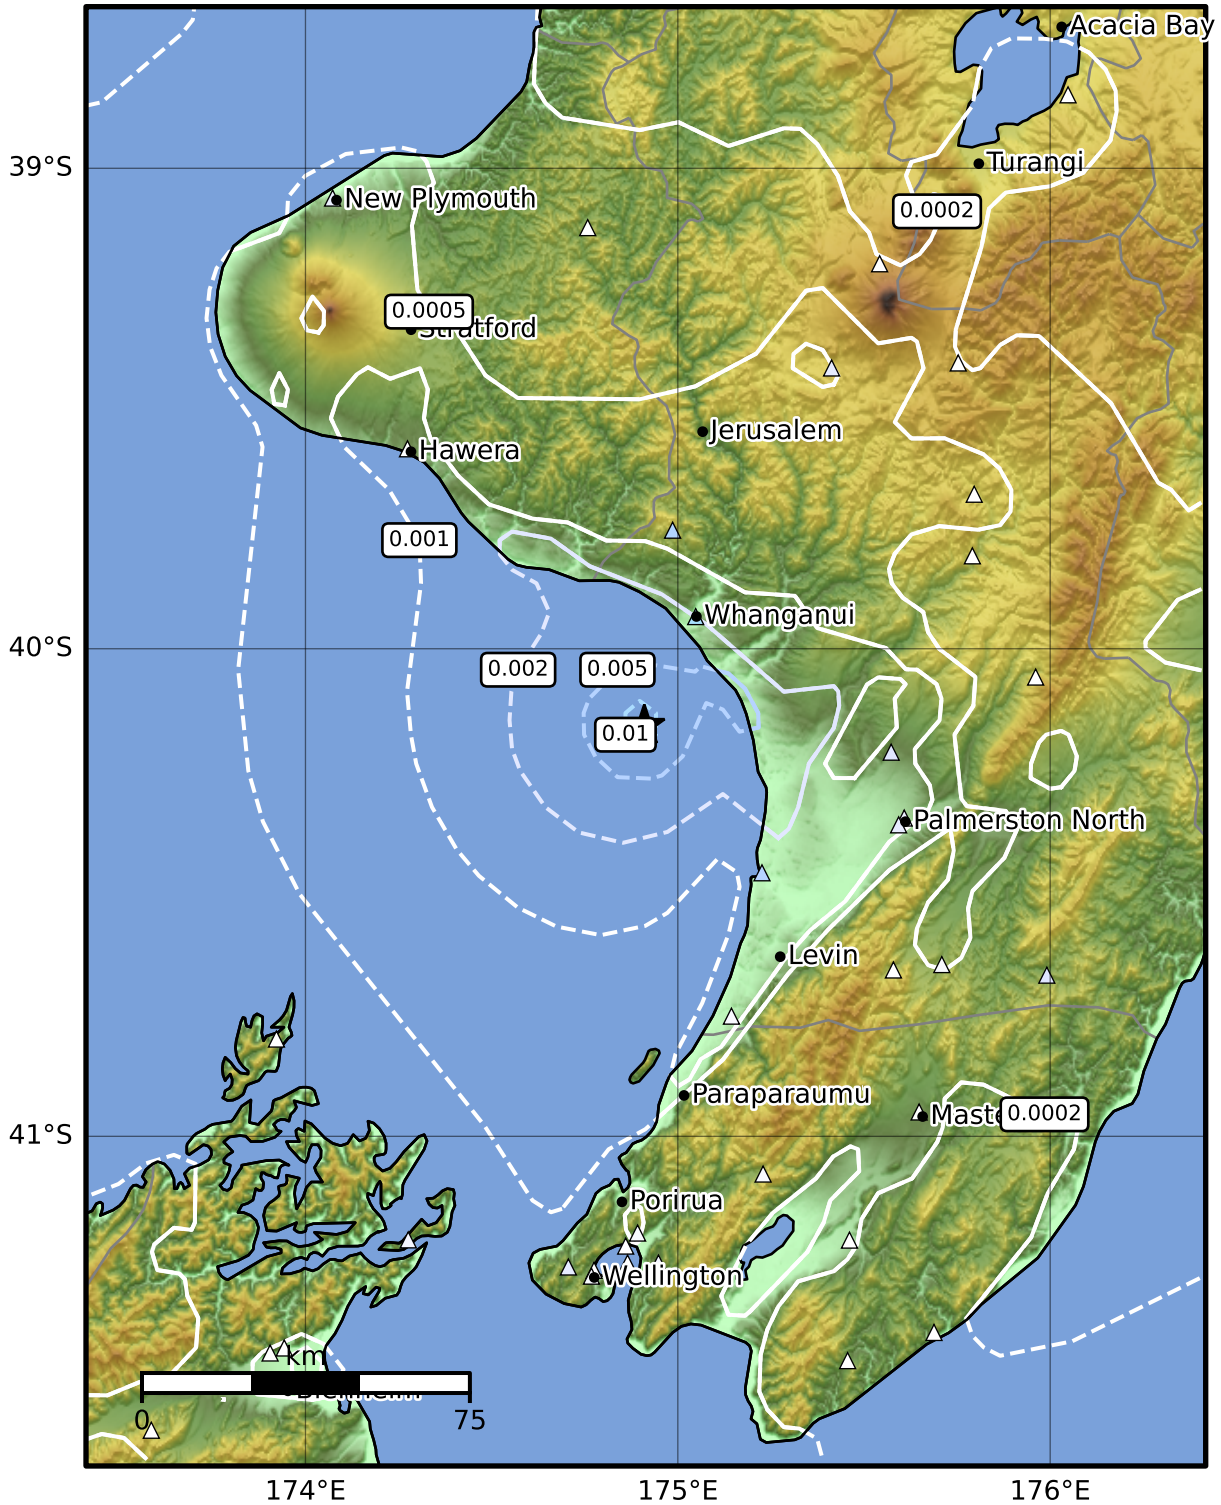 Acacia Bay
39°S
Turangi
New Plymouth
0.0002
0.0005
Stratford
Jerusalem
Hawera
0.001
Whanganui
40°S
0.002
0.005
0.01
Palmerston North
Levin
Paraparaumu
0.0002
41°S
Porirua
Wellington
km
Blenheim
0
75
174°E
175°E
176°E